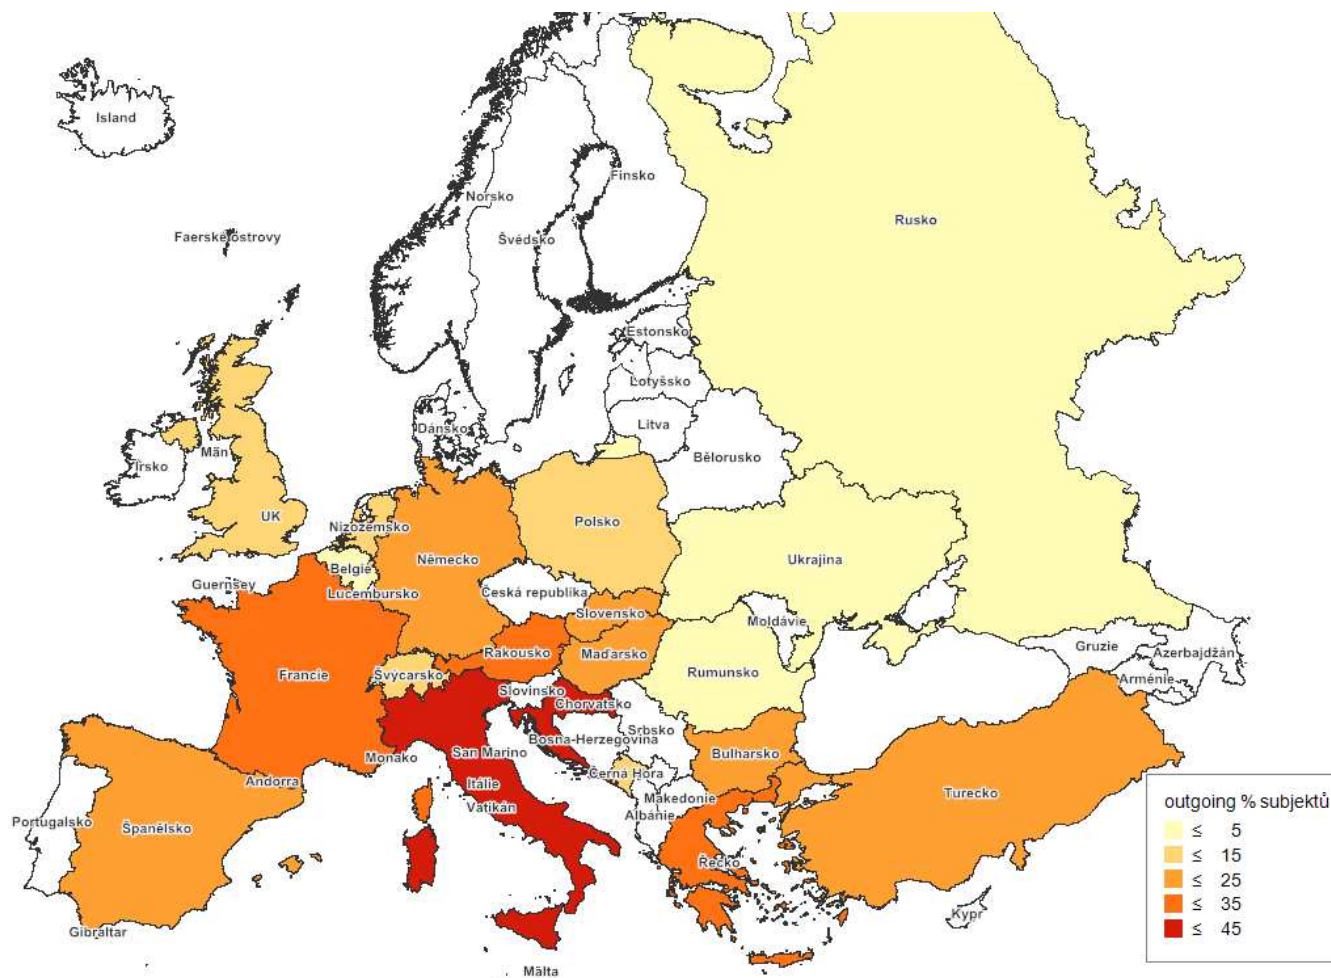 Island
Finsko
Norsko
Rusko
Švédsko
Faerské ostrovy
Estonsko
Lotyšsko
Litva
Dánsko
Män
Bělorusko
Irsko
UK
Polsko
Nizozemsko
Německo
Ukrajina
Belgie
Guernsey
Lucembursko
Česká republika
Slovensko
Moldávie
Gruzie
Azerbajdžán
Rakousko
Maďarsko
Francie
Švýcarsko
Rumunsko
Arménie
Slovinsko
Chorvatsko
Srbsko
Bosna-Herzegovina
San Marino
Monako
Bulharsko
Černá Hora
Andorra
Itálie
Vatikán
Makedonie
Albánie
Turecko
Portugalsko
Španělsko
Řecko
Kypr
Gibraltar
Malta
outgoing % subjektů
≤ 5
≤ 15
≤ 25
≤ 35
≤ 45